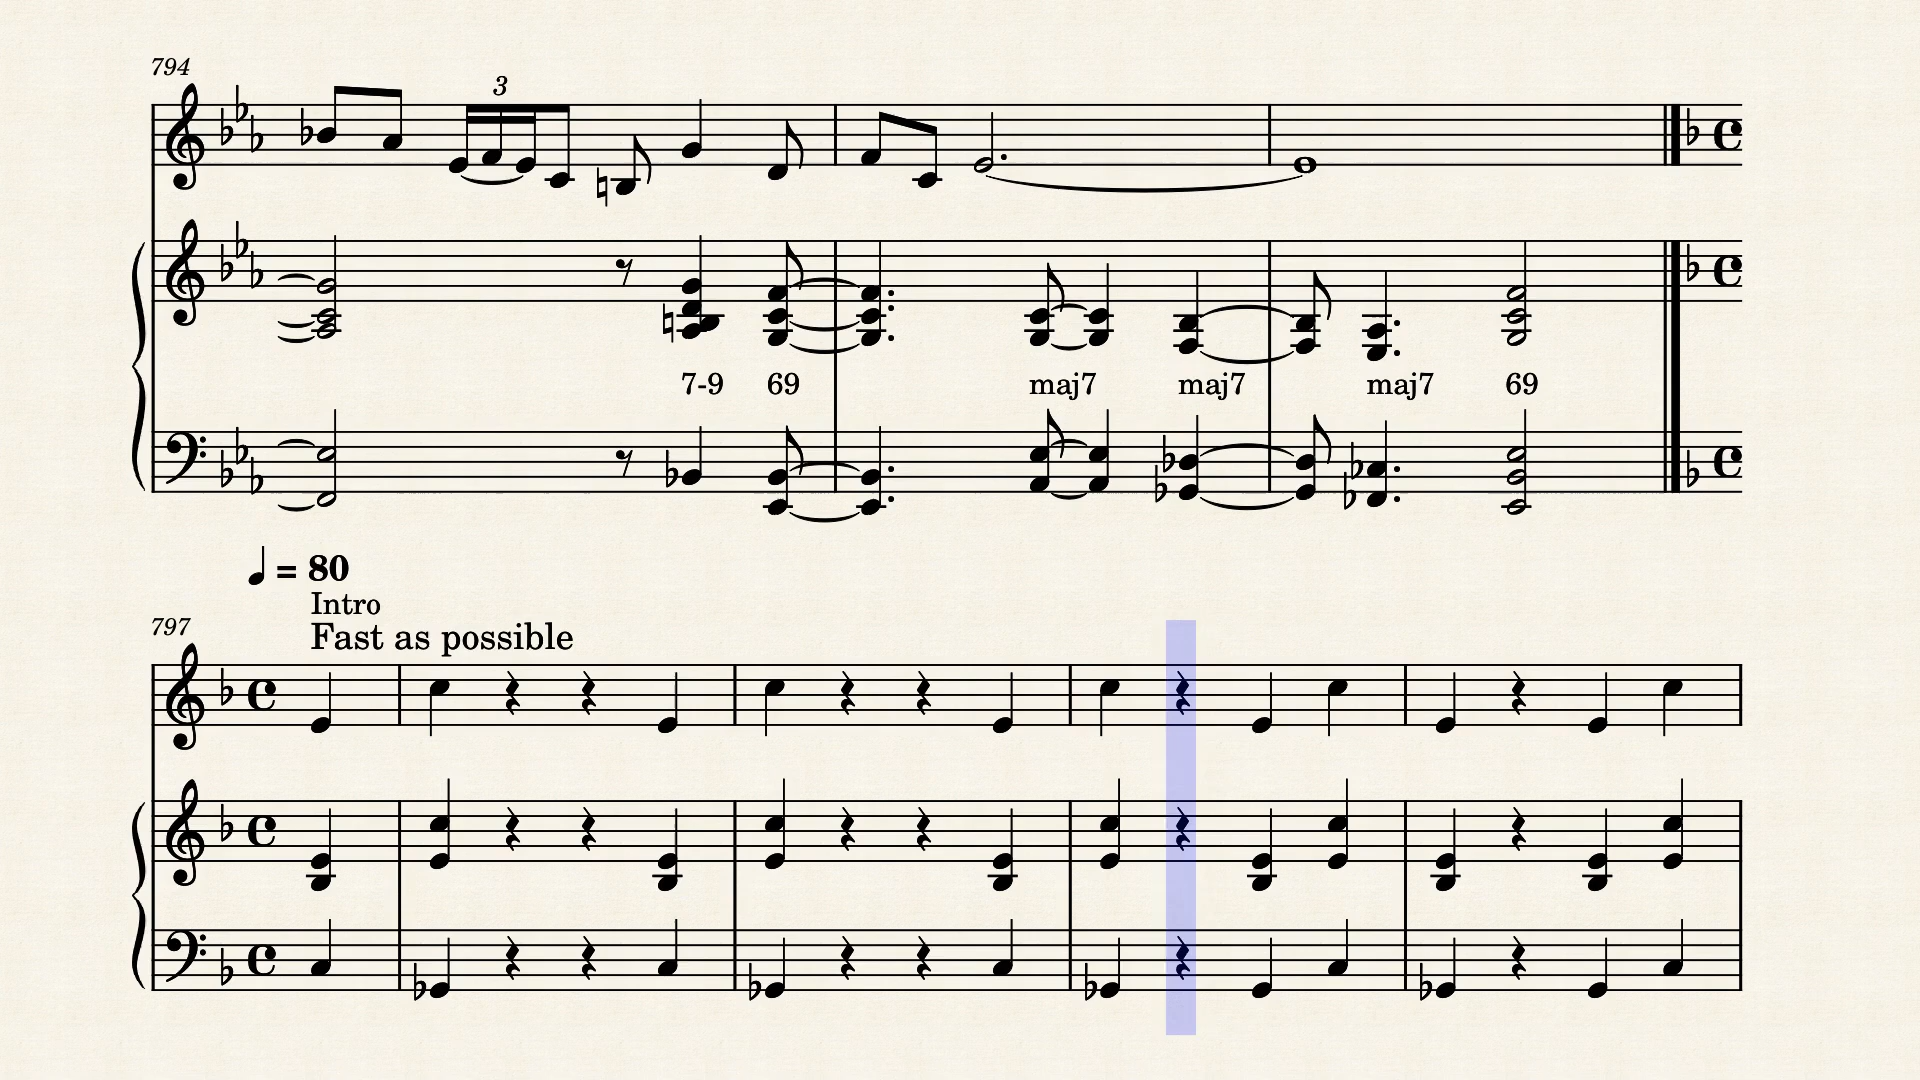 794
3
7-9 69 maj7 maj7 maj7 69
= 80
Intro
797
Fast as possible